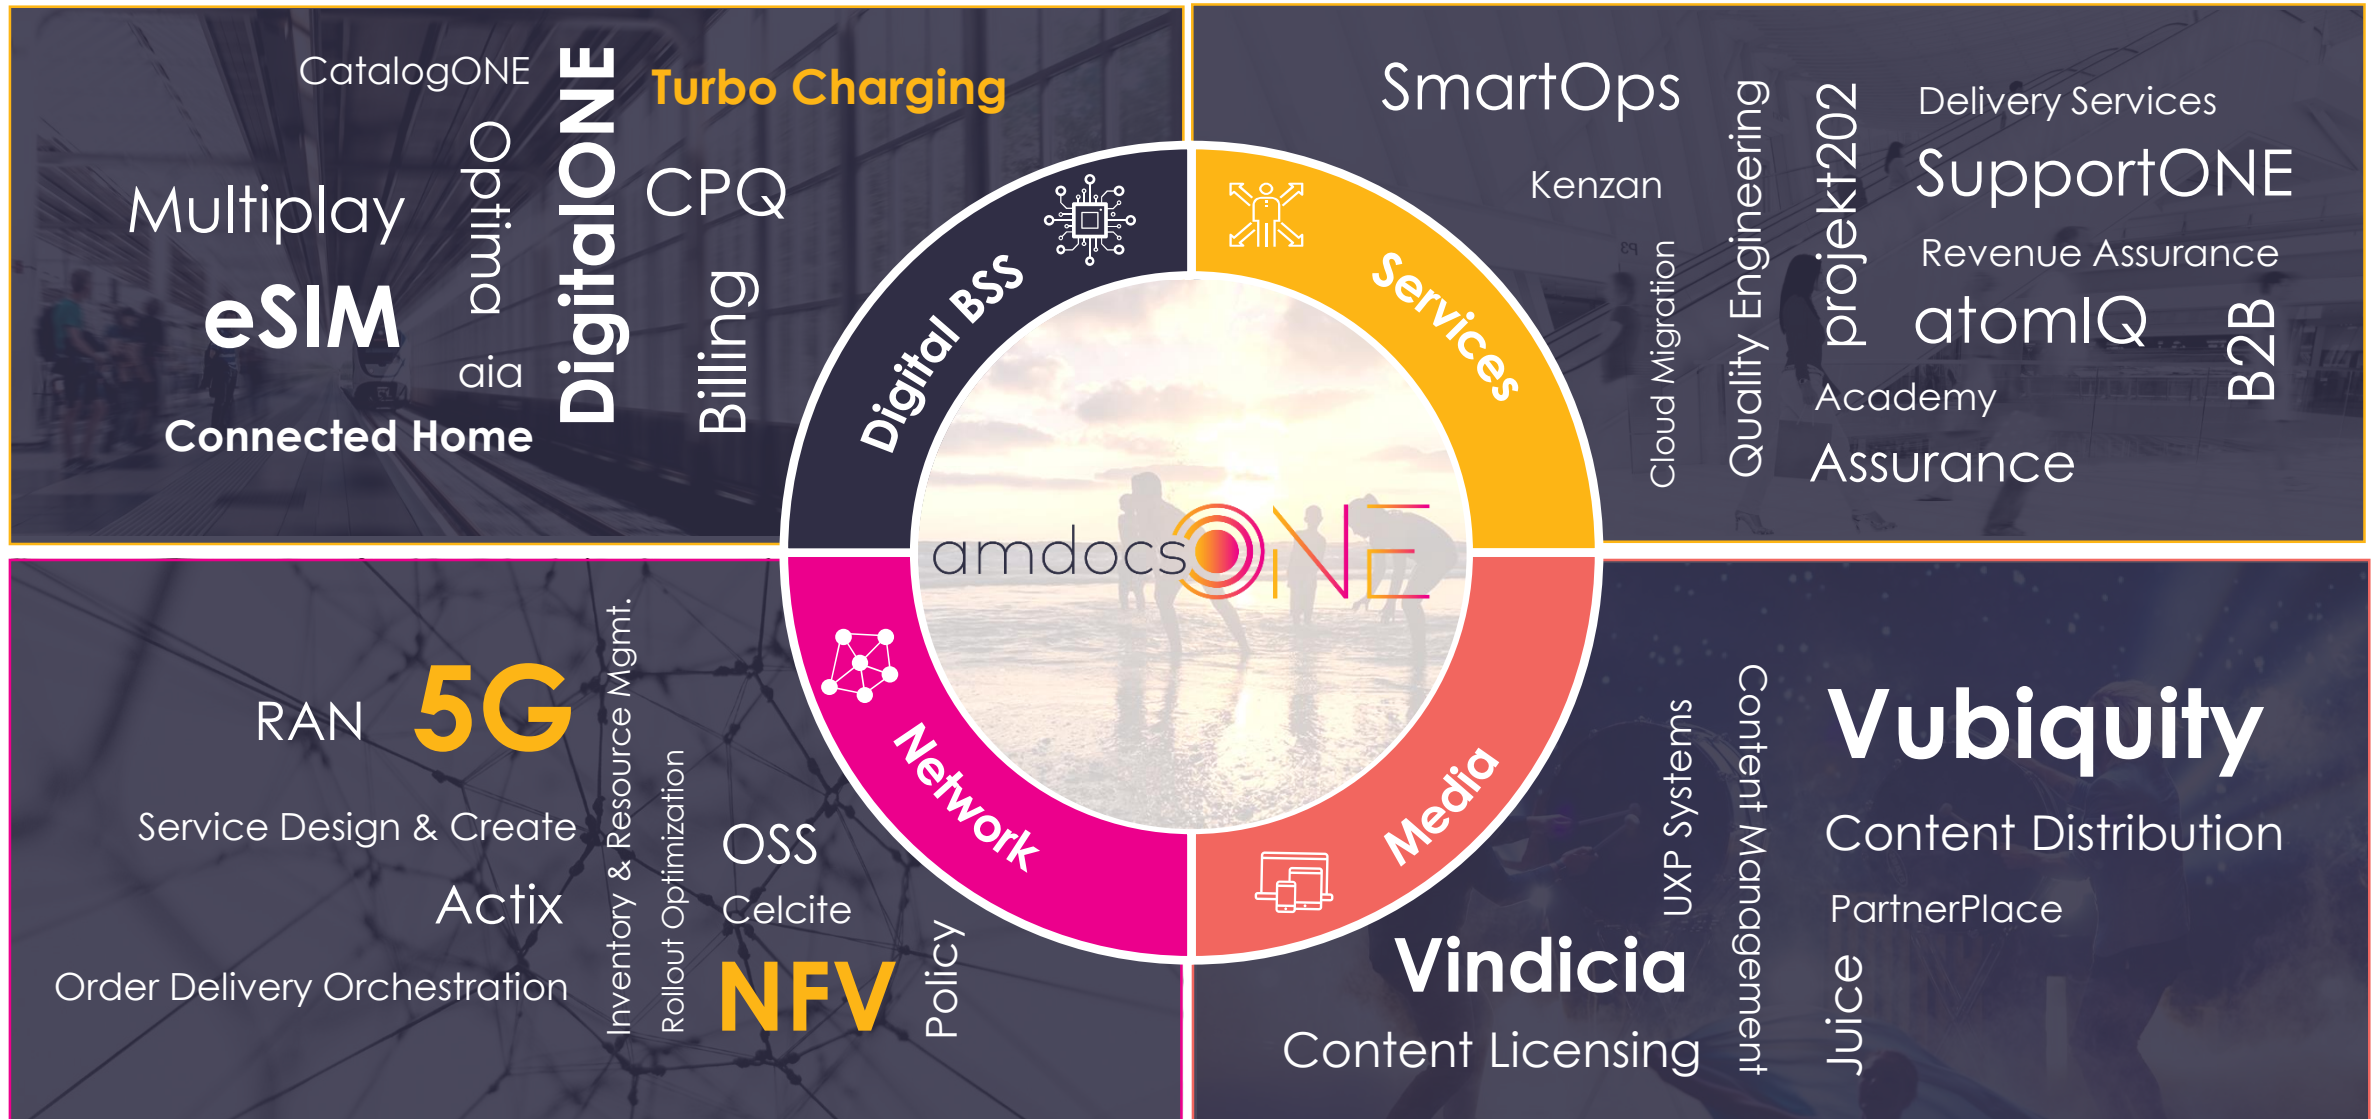 CatalogONE
Optima
DigitalONE
Turbo Charging
Multiplay
CPQ
eSIM
aia
Billing
Connected Home
Digital BSS
SmartOps
Kenzan
Cloud Migration
Quality Engineering
projekt202
Delivery Services
SupportONE
Revenue Assurance
atomIQ
B2B
Academy
Assurance
Services
amdocsONE
RAN
5G
Service Design & Create
Actix
Order Delivery Orchestration
Inventory & Resource Mgmt.
Rollout Optimization
OSS
Celcite
NFV
Policy
Network
Media
UXP Systems
Content Management
Vubiquity
Content Distribution
PartnerPlace
Vindicia
Juice
Content Licensing